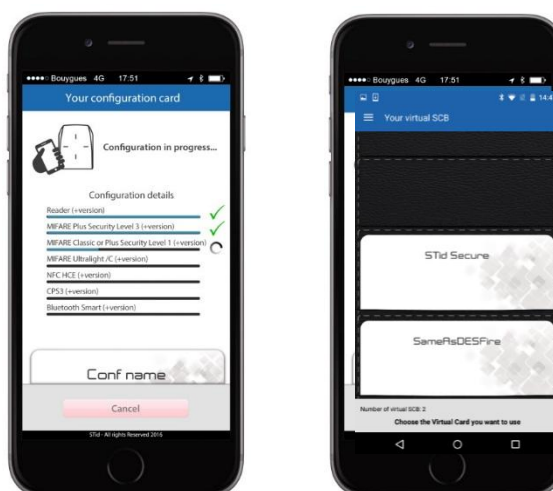 Bouygues 4G 17:51
Your configuration card
Configuration in progress...
Configuration details
Reader (+version)
MIFARE Plus Security Level 3 (+version)
MIFARE Classic or Plus Security Level 1 (+version)
MIFARE Ultralight /C (+version)
NFC HCE (+version)
CPS3 (+version)
Bluetooth Smart (+version)
Conf name
Cancel
STid - All rights Reserved 2016
Bouygues 4G 17:51
14:4
Your virtual SCB
STid Secure
SameAsDESFire
Number of virtual SCB: 2
Choose the Virtual Card you want to use